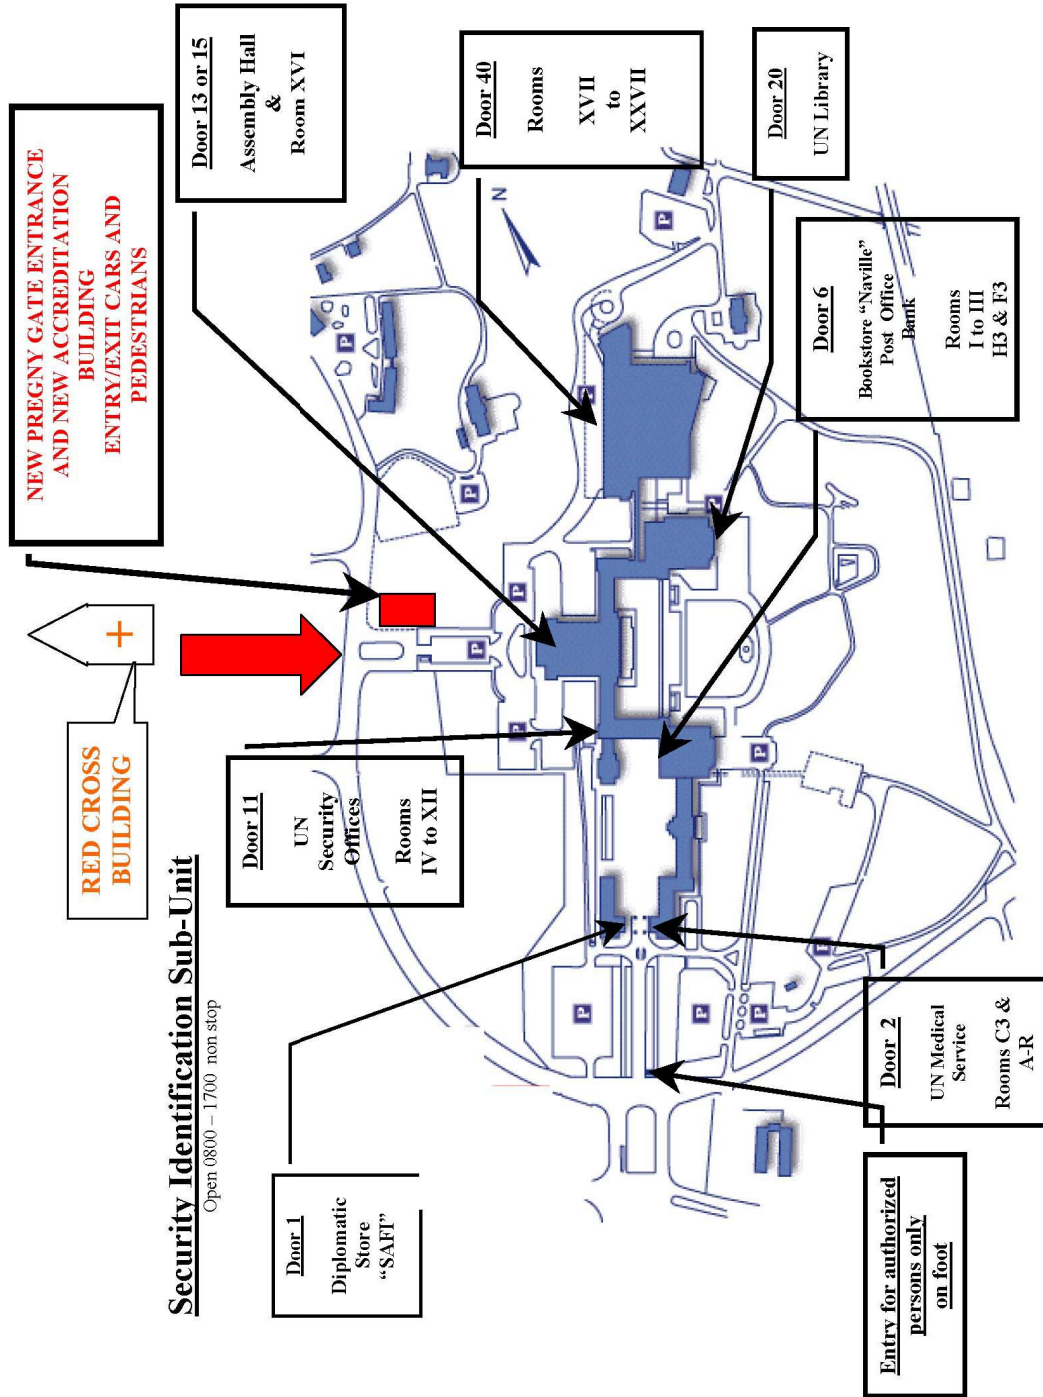 NEW PREGNY GATE ENTRANCE
AND NEW ACCREDITATION
BUILDING
ENTRY/EXIT CARS AND
PEDESTRIANS
RED CROSS
BUILDING
Security Identification Sub-Unit
Open 0800 – 1700 non stop
Door 13 or 15
Assembly Hall
&
Room XVI
Door 40
Rooms
XVII
to
XXVII
Door 20
UN Library
Door 6
Bookstore “Naville”
Post Office
Bank
Rooms
I to III
H3 & F3
Door 11
UN
Security
Offices
Rooms
IV to XII
Door 1
Diplomatic
Store
“SAFI”
Door 2
UN Medical
Service
Rooms C3 &
A-R
Entry for authorized
persons only
on foot
N
P
P
P
P
P
P
P
P
P
P
P
P
P
P